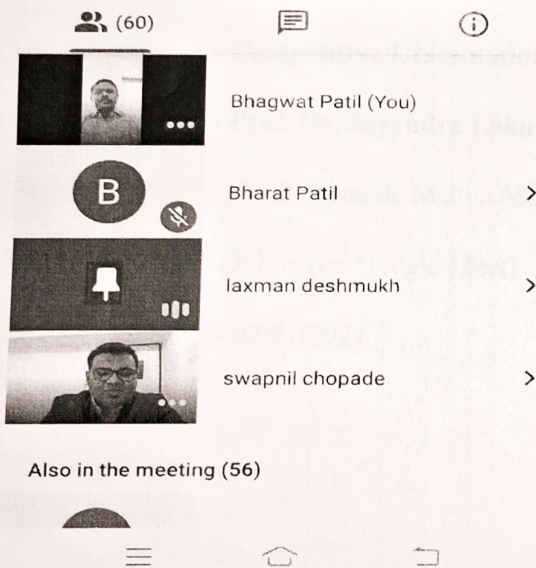 (60)
Bhagwat Patil (You)
B
Bharat Patil
laxman deshmukh
swapnil chopade
Also in the meeting (56)